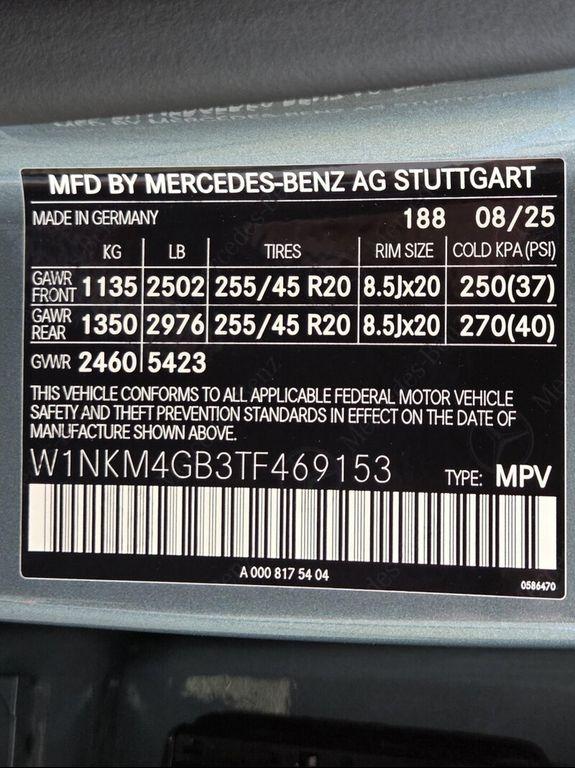 MFD BY MERCEDES-BENZ AG STUTTGART
MADE IN GERMANY 188 08/25
KG LB TIRES RIM SIZE COLD KPA (PSI)
GAWR FRONT 1135 2502 255/45 R20 8.5Jx20 250(37)
GAWR REAR 1350 2976 255/45 R20 8.5Jx20 270(40)
GVWR 2460 5423
THIS VEHICLE CONFORMS TO ALL APPLICABLE FEDERAL MOTOR VEHICLE
SAFETY AND THEFT PREVENTION STANDARDS IN EFFECT ON THE DATE OF
MANUFACTURE SHOWN ABOVE.
W1NKM4GB3TF469153 TYPE: MPV
A 000 817 54 04
0586470